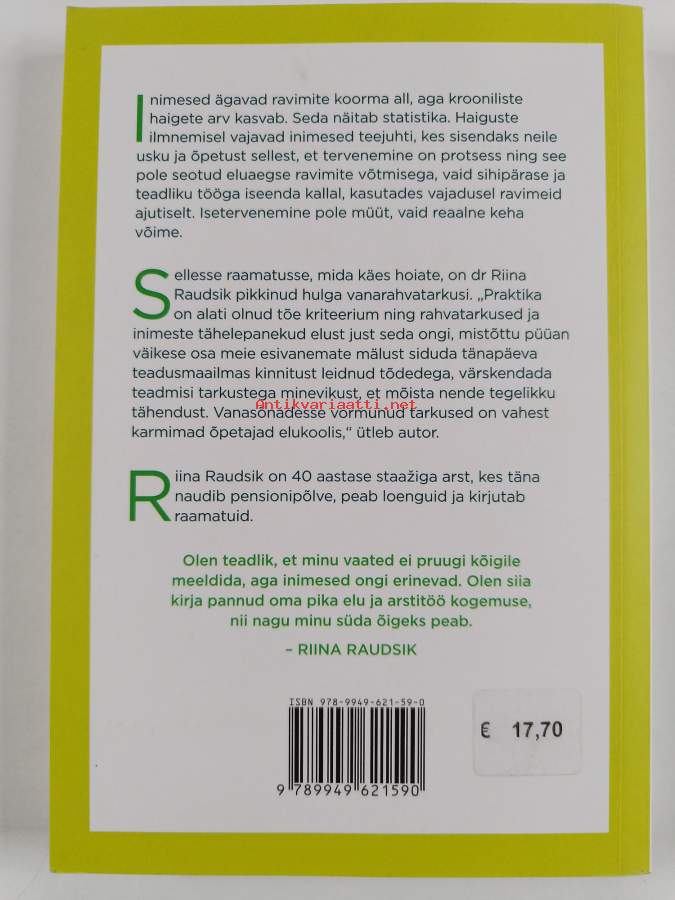 Inimesed ägavad ravimite koorma all, aga krooniliste
haigete arv kasvab. Seda näitab statistika. Haiguste
ilmnemisel vajavad inimesed teejuhti, kes sisendaks neile
usku ja õpetust sellest, et tervenemine on protsess ning see
pole seotud eluaegse ravimite võtmisega, vaid sihipärase ja
teadliku tööga iseenda kallal, kasutades vajadusel ravimeid
ajutiselt. Isetervenemine pole müüt, vaid reaalne keha
võime.
Sellesse raamatusse, mida käes hoiate, on dr Riina
Raudsik pikkinud hulga vanarahvatarkusi. „Praktika
on alati olnud tõe kriteerium ning rahvatarkused ja
inimeste tähelepanekud elust just seda ongi, mistõttu püüan
väikese osa meie esivanemate mälust siduda tänapäeva
teadusmaailmas kinnitust leidnud tõdedega, värskendada
teadmisi tarkustega minevikust, et mõista nende tegelikku
Antikvariaatti.net
tähendust. Vanasõnadesse vormunud tarkused on vahest
karmimad õpetajad elukoolis,“ ütleb autor.
Riina Raudsik on 40 aastase staažiga arst, kes täna
naudib pensionipõlve, peab loenguid ja kirjutab
raamatuid.
Olen teadlik, et minu vaated ei pruugi kõigile
meeldida, aga inimesed ongi erinevad. Olen siia
kirja pannud oma pika elu ja arstitöö kogemuse,
nii nagu minu süda õigeks peab.
– RIINA RAUDSIK
ISBN 978-9949-621-59-0
€ 17,70
9 789949 621590